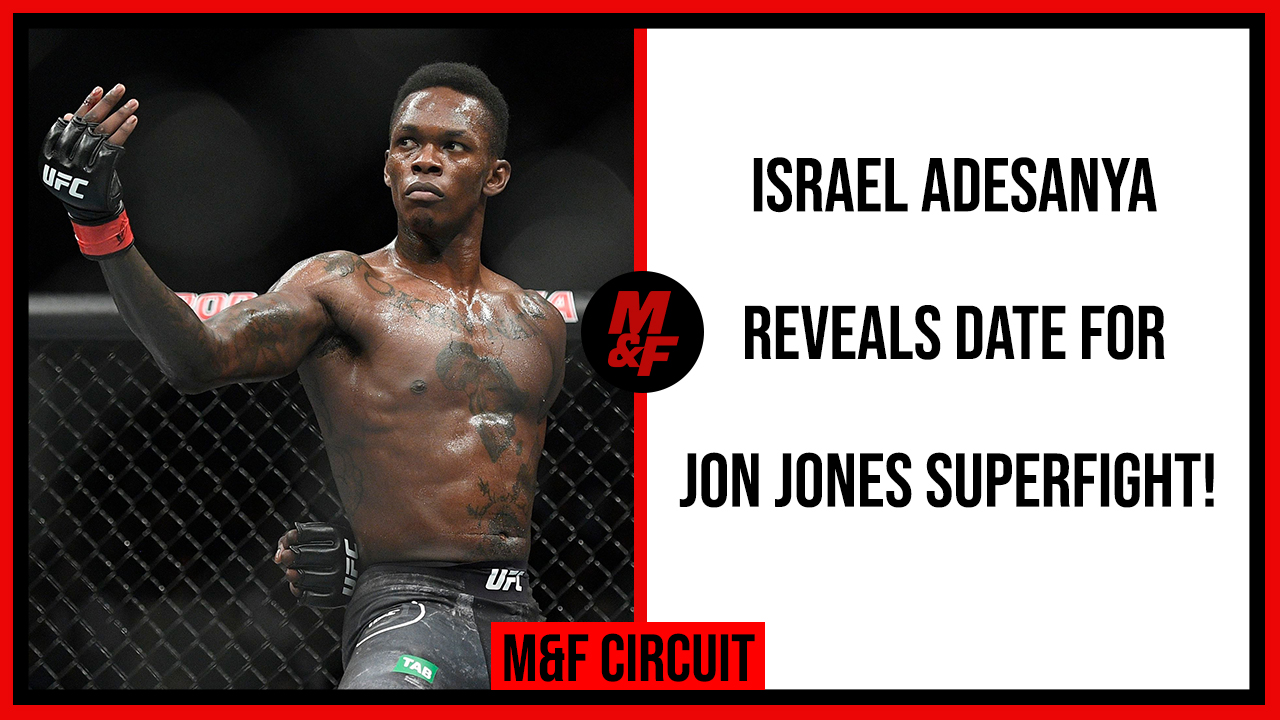 UFC
UFC
UFC
TAB
ISRAEL ADESANYA
REVEALS DATE FOR
JON JONES SUPERFIGHT!
M
&F
M&F CIRCUIT